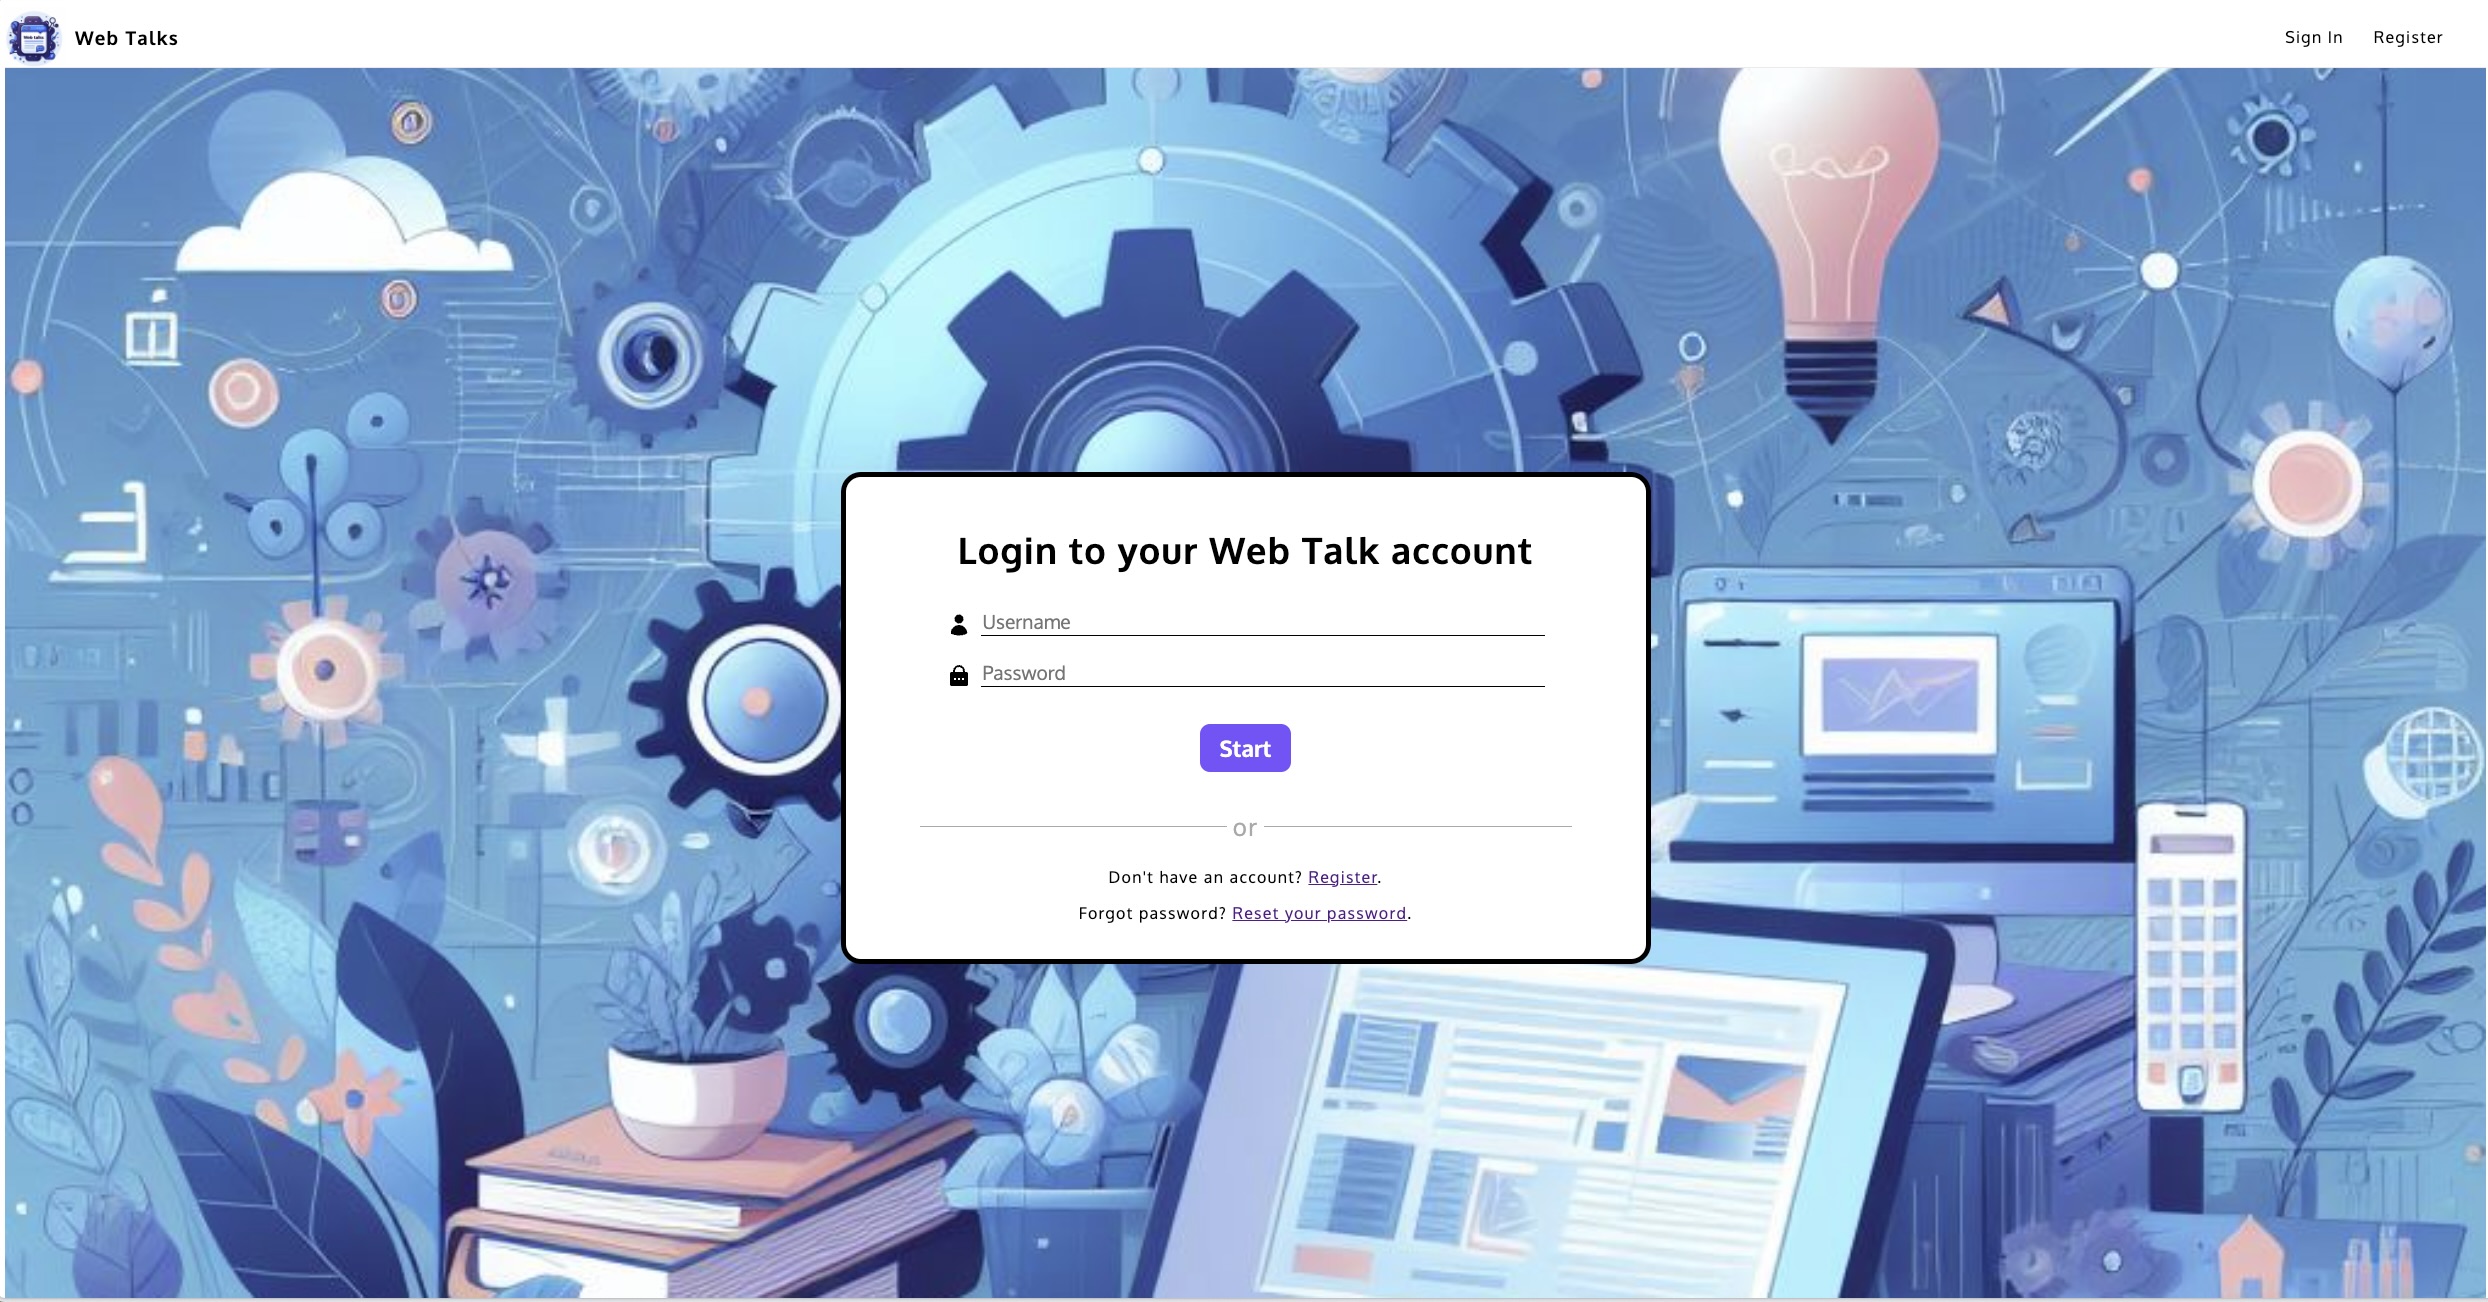 Web Talks
Sign In
Register
Login to your Web Talk account
Username
Password
Start
or
Don't have an account? Register.
Forgot password? Reset your password.